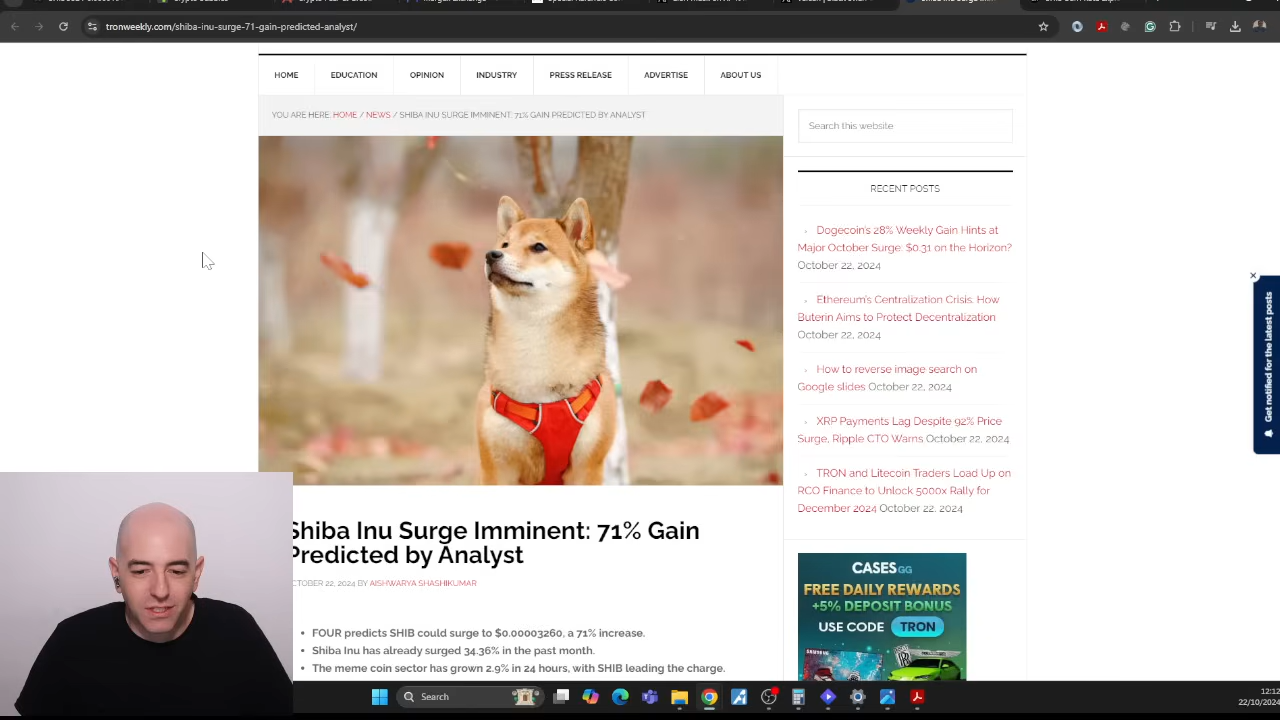 tronweekly.com/shiba-inu-surge-71-gain-predicted-analyst/
HOME
EDUCATION
OPINION
INDUSTRY
PRESS RELEASE
ADVERTISE
ABOUT US
YOU ARE HERE: HOME / NEWS / SHIBA INU SURGE IMMINENT: 71% GAIN PREDICTED BY ANALYST
Shiba Inu Surge Imminent: 71% Gain
Predicted by Analyst
OCTOBER 22, 2024 BY AISHWARYA SHASHIKUMAR
• FOUR predicts SHIB could surge to $0.00003260, a 71% increase.
• Shiba Inu has already surged 34.36% in the past month.
• The meme coin sector has grown 2.9% in 24 hours, with SHIB leading the charge.
Search this website
RECENT POSTS
Dogecoin's 28% Weekly Gain Hints at
Major October Surge: $0.31 on the Horizon?
October 22, 2024
Ethereum's Centralization Crisis: How
Buterin Aims to Protect Decentralization
October 22, 2024
How to reverse image search on
Google slides October 22, 2024
XRP Payments Lag Despite 92% Price
Surge, Ripple CTO Warns October 22, 2024
TRON and Litecoin Traders Load Up on
RCO Finance to Unlock 5000x Rally for
December 2024 October 22, 2024
CASES GG
FREE DAILY REWARDS
+5% DEPOSIT BONUS
USE CODE TRON
Get notified for the latest posts
Search
12:12
22/10/2024